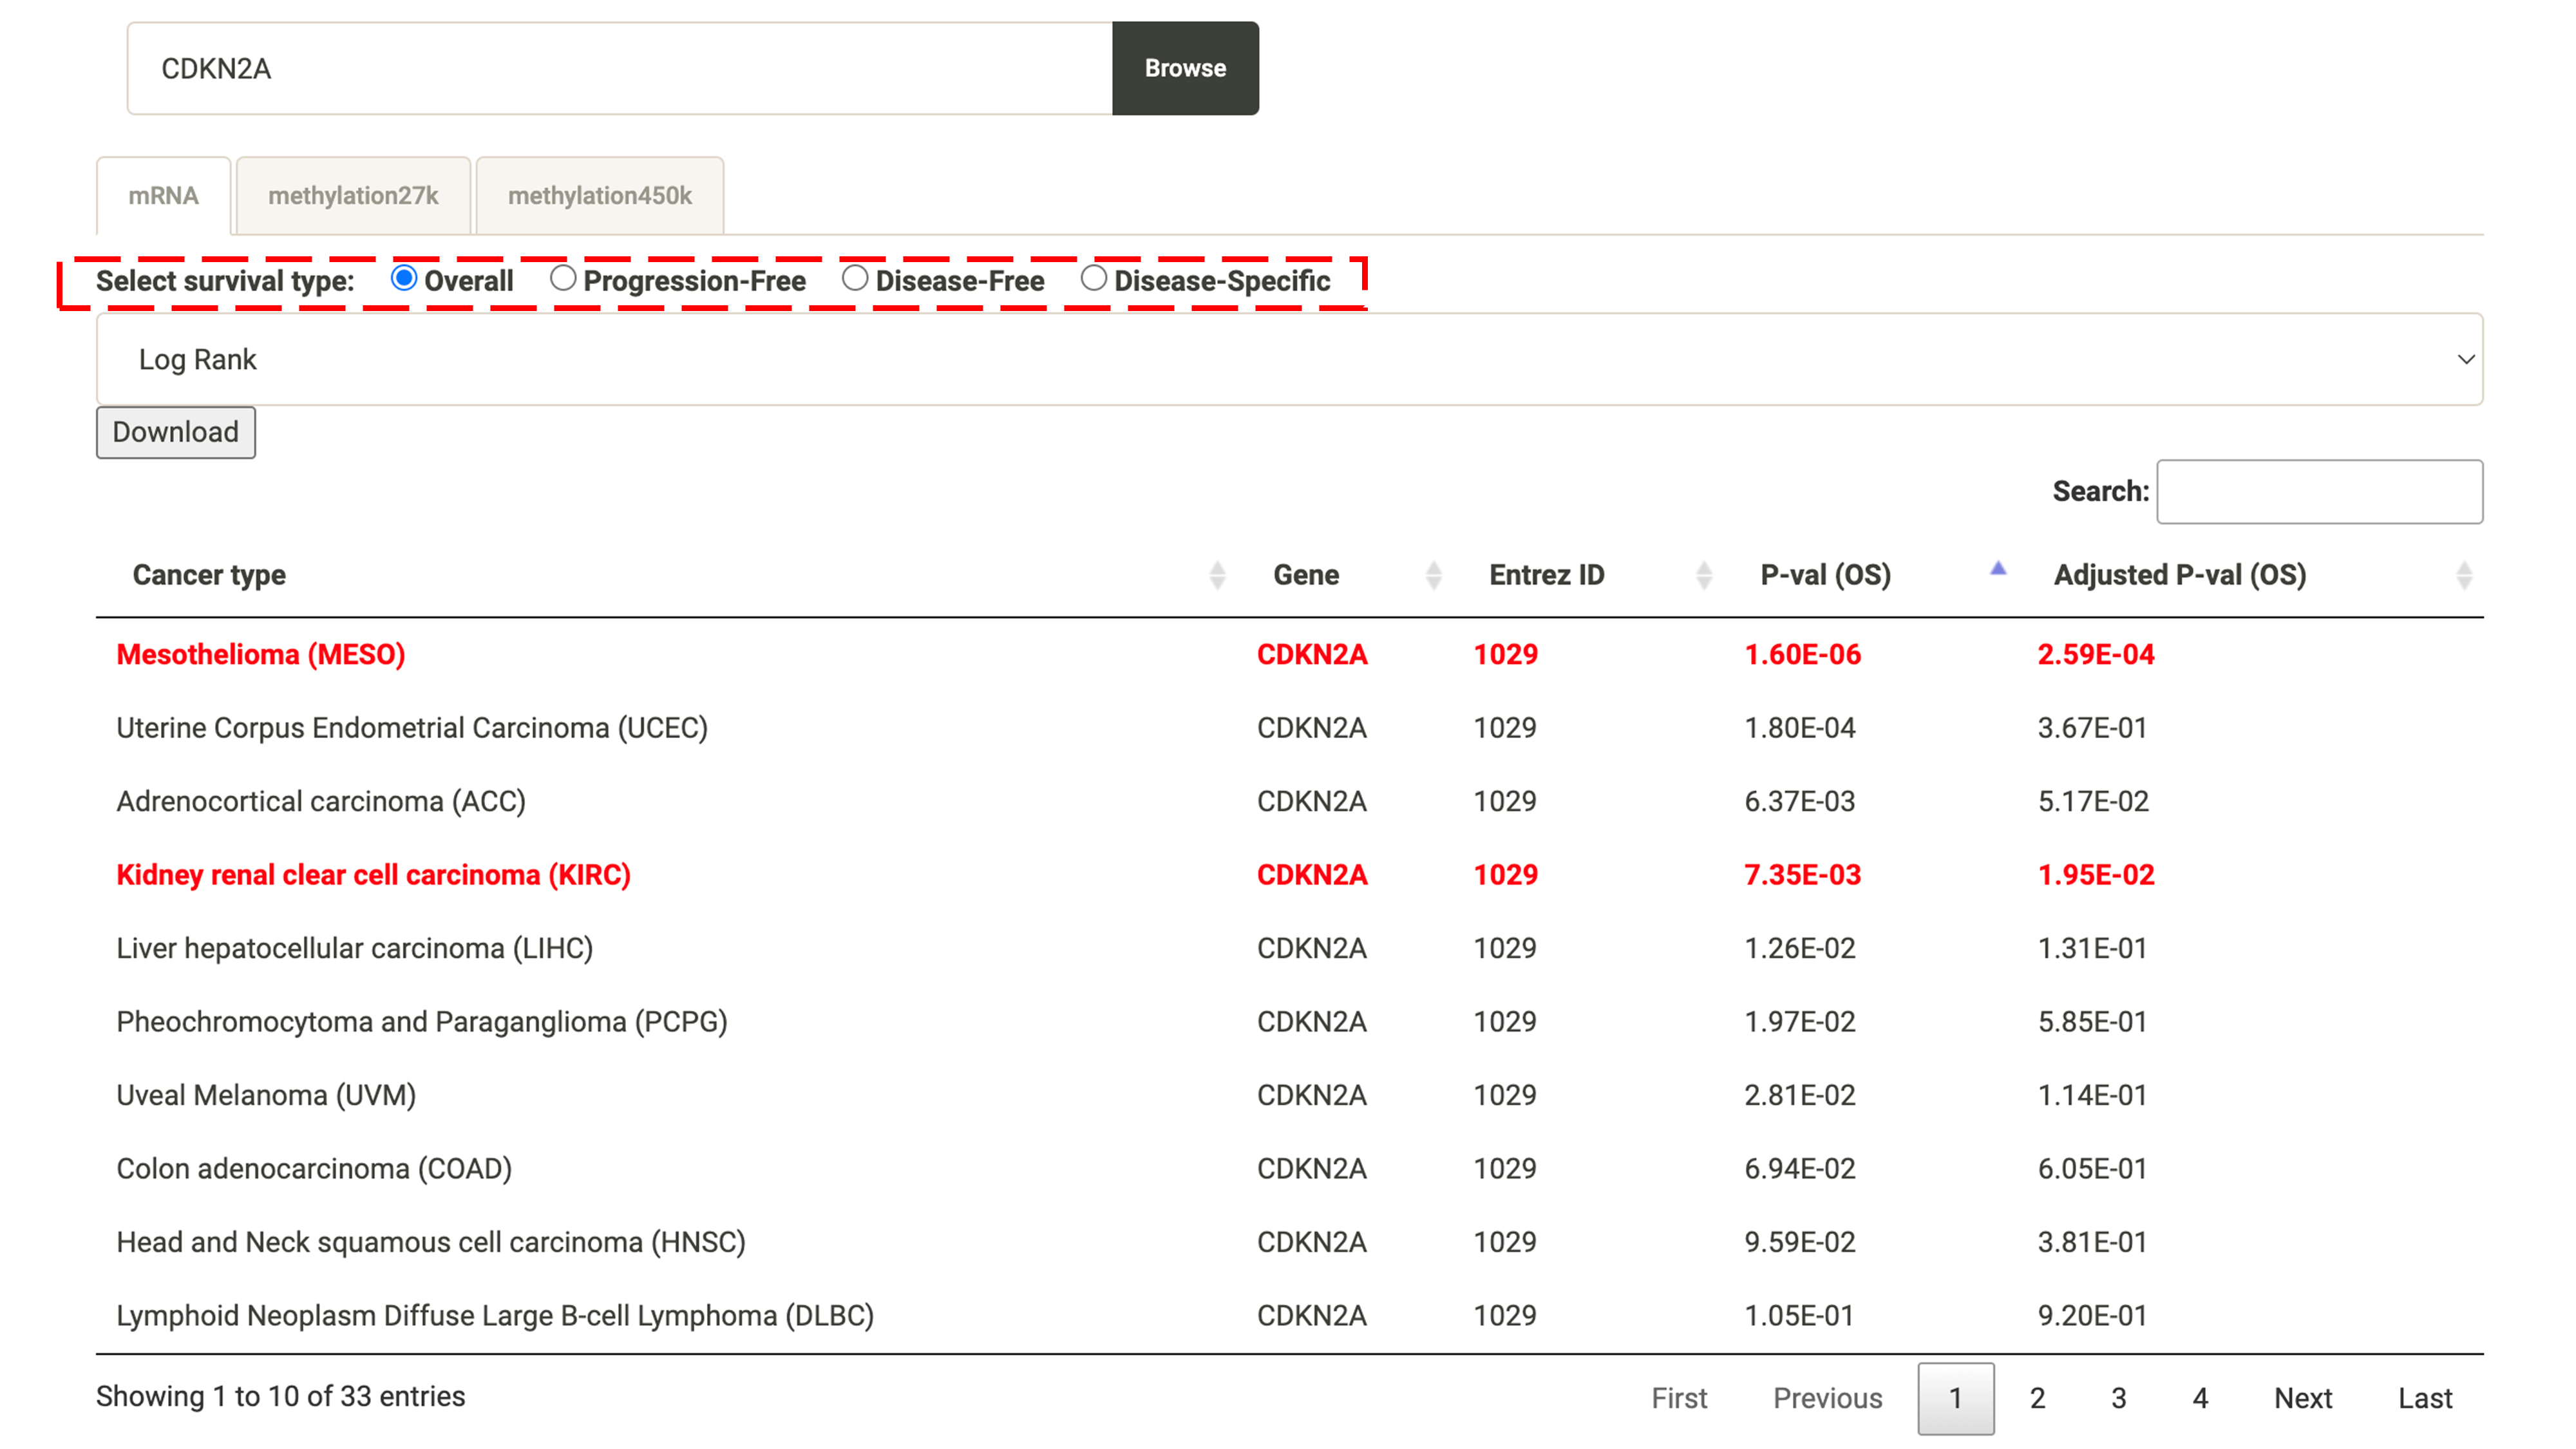 CDKN2A Browse
mRNA methylation27k methylation450k
Select survival type: Overall Progression-Free Disease-Free Disease-Specific
Log Rank
Download
Search:
Cancer type Gene Entrez ID P-val (OS) Adjusted P-val (OS)
Mesothelioma (MESO) CDKN2A 1029 1.60E-06 2.59E-04
Uterine Corpus Endometrial Carcinoma (UCEC) CDKN2A 1029 1.80E-04 3.67E-01
Adrenocortical carcinoma (ACC) CDKN2A 1029 6.37E-03 5.17E-02
Kidney renal clear cell carcinoma (KIRC) CDKN2A 1029 7.35E-03 1.95E-02
Liver hepatocellular carcinoma (LIHC) CDKN2A 1029 1.26E-02 1.31E-01
Pheochromocytoma and Paraganglioma (PCPG) CDKN2A 1029 1.97E-02 5.85E-01
Uveal Melanoma (UVM) CDKN2A 1029 2.81E-02 1.14E-01
Colon adenocarcinoma (COAD) CDKN2A 1029 6.94E-02 6.05E-01
Head and Neck squamous cell carcinoma (HNSC) CDKN2A 1029 9.59E-02 3.81E-01
Lymphoid Neoplasm Diffuse Large B-cell Lymphoma (DLBC) CDKN2A 1029 1.05E-01 9.20E-01
Showing 1 to 10 of 33 entries First Previous 1 2 3 4 Next Last